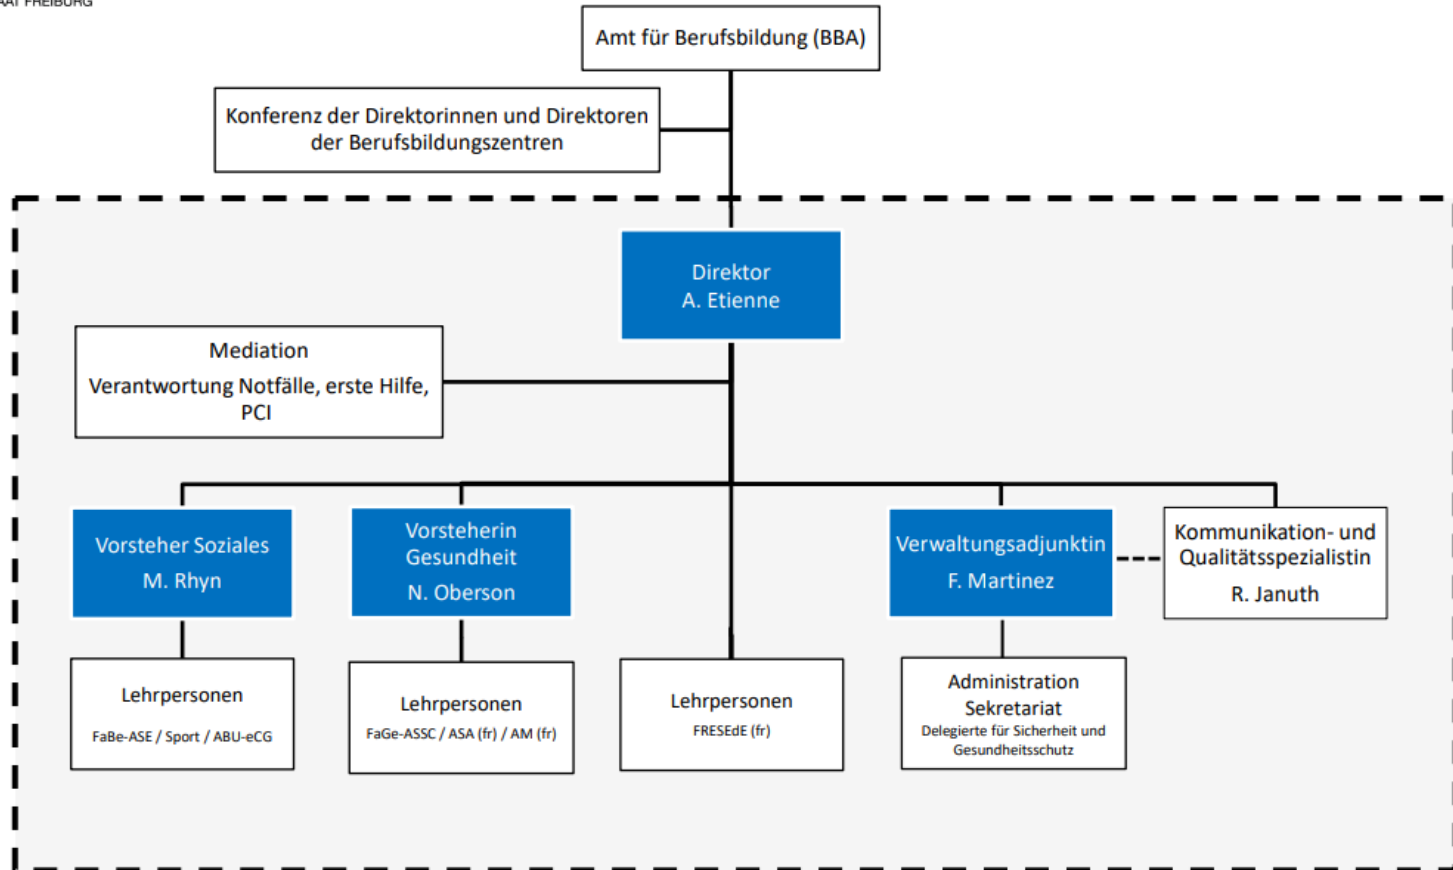 STAAT FREIBURG
Amt für Berufsbildung (BBA)
Konferenz der Direktorinnen und Direktoren
der Berufsbildungszentren
Direktor
A. Etienne
Mediation
Verantwortung Notfälle, erste Hilfe,
PCI
Vorsteher Soziales
M. Rhyn
Vorsteherin
Gesundheit
N. Oberson
Verwaltungsadjunktin
F. Martinez
Kommunikation- und
Qualitätsspezialistin
R. Januth
Lehrpersonen
FaBe-ASE / Sport / ABU-eCG
Lehrpersonen
FaGe-ASSC / ASA (fr) / AM (fr)
Lehrpersonen
FRESEdE (fr)
Administration
Sekretariat
Delegierte für Sicherheit und
Gesundheitsschutz